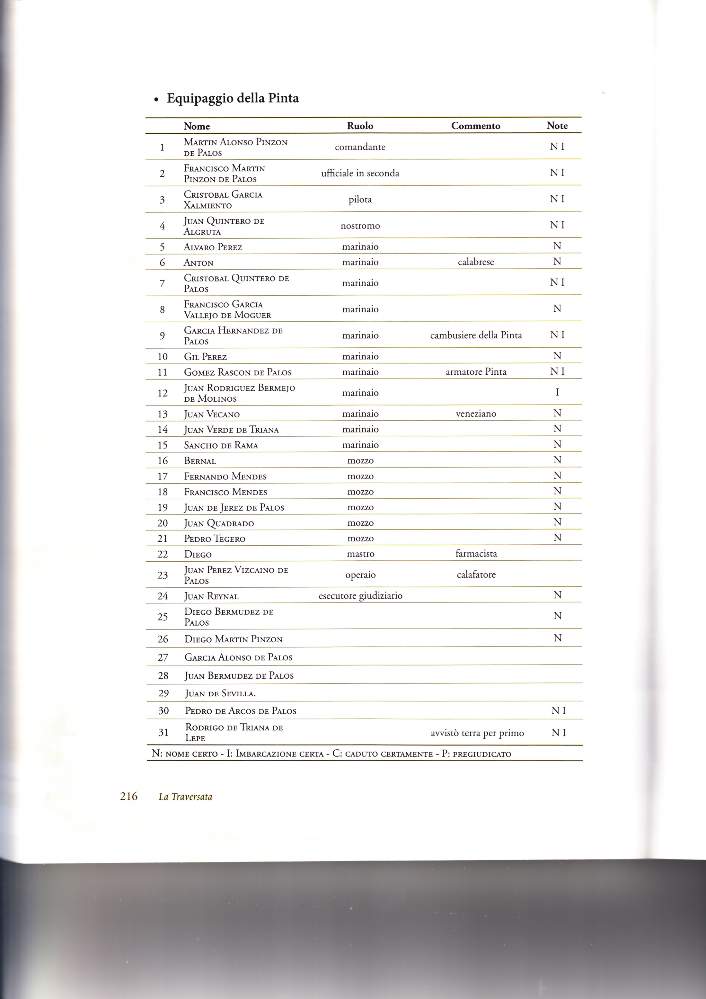 • Equipaggio della Pinta
Nome Ruolo Commento Note
1 Martin Alonso Pinzon de Palos comandante N I
2 Francisco Martin Pinzon de Palos ufficiale in seconda N I
3 Cristobal Garcia Xalmiento pilota N I
4 Juan Quintero de Algruta nostromo N I
5 Alvaro Perez marinaio N
6 Anton marinaio calabrese N
7 Cristobal Quintero de Palos marinaio N I
8 Francisco Garcia Vallejo de Moguer marinaio N
9 Garcia Hernandez de Palos marinaio cambusiere della Pinta N I
10 Gil Perez marinaio N
11 Gomez Rascon de Palos marinaio armatore Pinta N I
12 Juan Rodriguez Bermejo de Molinos marinaio I
13 Juan Vecano marinaio veneziano N
14 Juan Verde de Triana marinaio N
15 Sancho de Rama marinaio N
16 Bernal mozzo N
17 Fernando Mendes mozzo N
18 Francisco Mendes mozzo N
19 Juan de Jerez de Palos mozzo N
20 Juan Quadrado mozzo N
21 Pedro Tegero mozzo N
22 Diego mastro farmacista
23 Juan Perez Vizcaino de Palos operaio calafatore
24 Juan Reynal esecutore giudiziario N
25 Diego Bermudez de Palos N
26 Diego Martin Pinzon N
27 Garcia Alonso de Palos
28 Juan Bermudez de Palos
29 Juan de Sevilla.
30 Pedro de Arcos de Palos N I
31 Rodrigo de Triana de Lepe avvistò terra per primo N I
N: nome certo - I: Imbarcazione certa - C: caduto certamente - P: pregiudicato
216 La Traversata